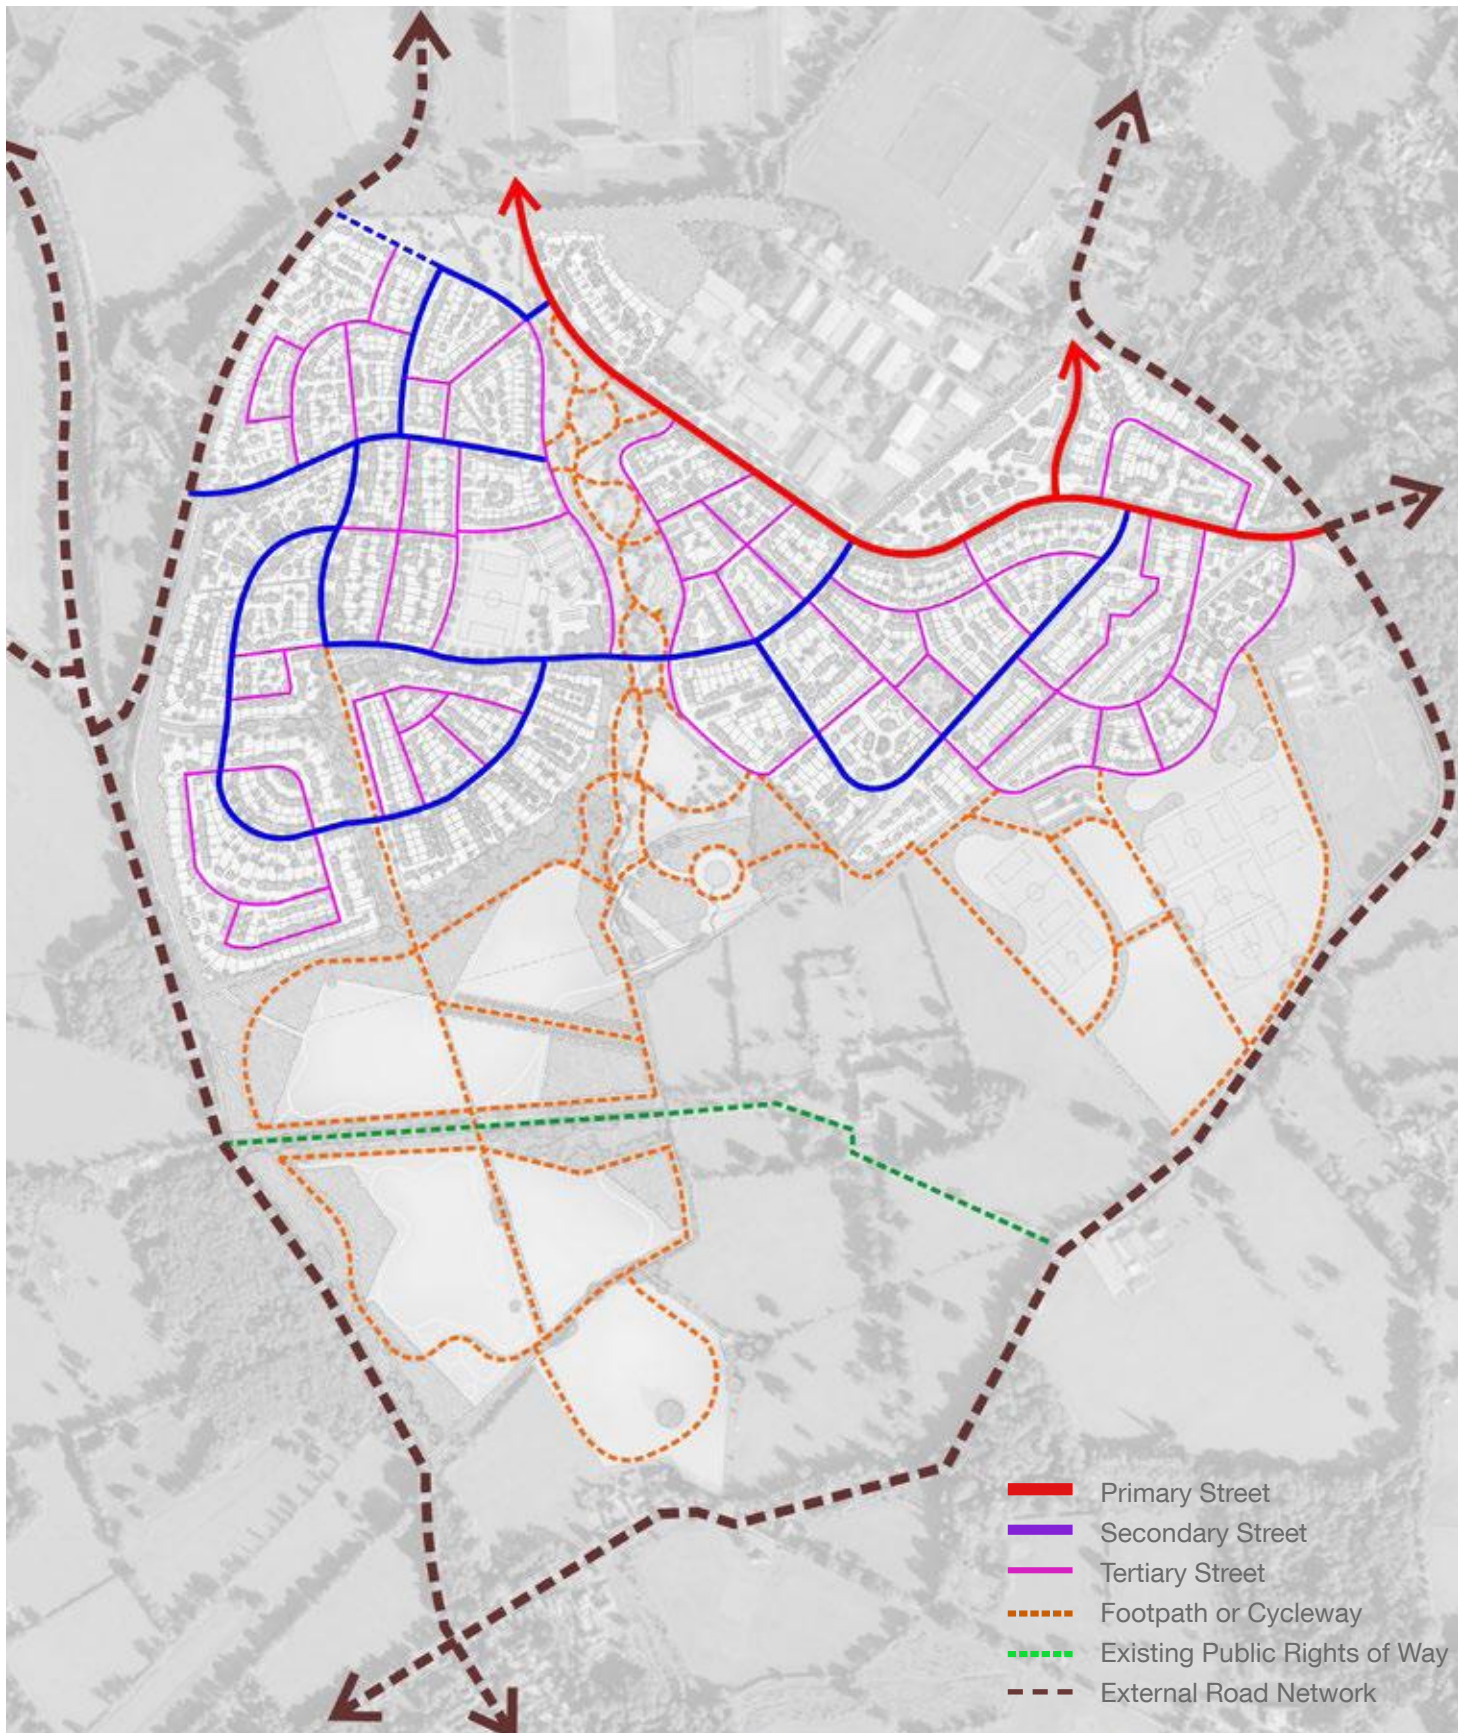 Primary Street
Secondary Street
Tertiary Street
Footpath or Cycleway
Existing Public Rights of Way
External Road Network